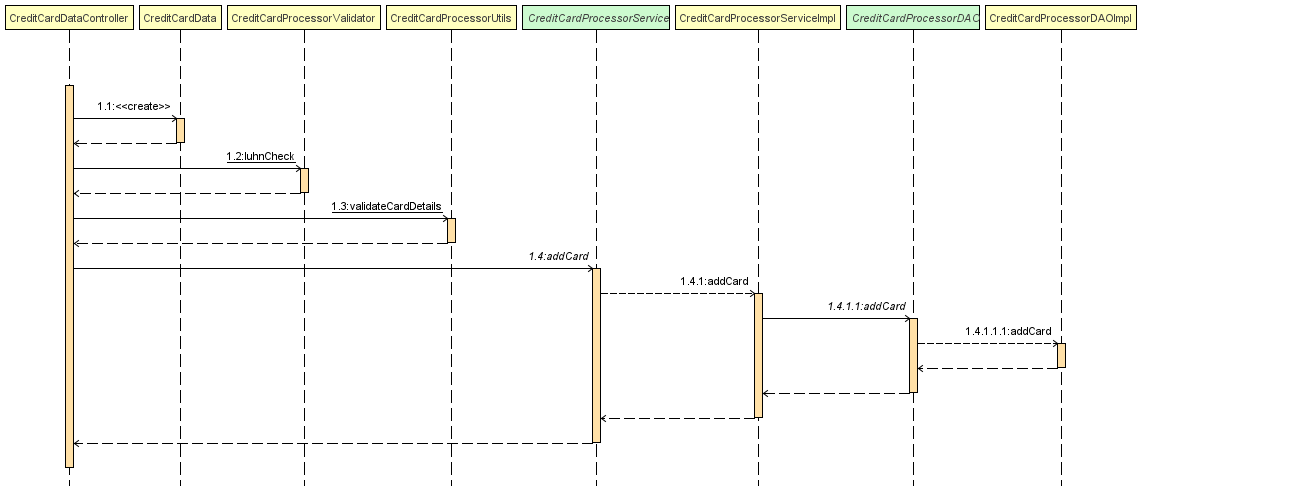 CreditCardDataController
CreditCardData
CreditCardProcessorValidator
CreditCardProcessorUtils
CreditCardProcessorService
CreditCardProcessorServiceImpl
CreditCardProcessorDAO
CreditCardProcessorDAOImpl
1.1:<<create>>
1.2:luhnCheck
1.3:validateCardDetails
1.4:addCard
1.4.1:addCard
1.4.1.1:addCard
1.4.1.1.1:addCard